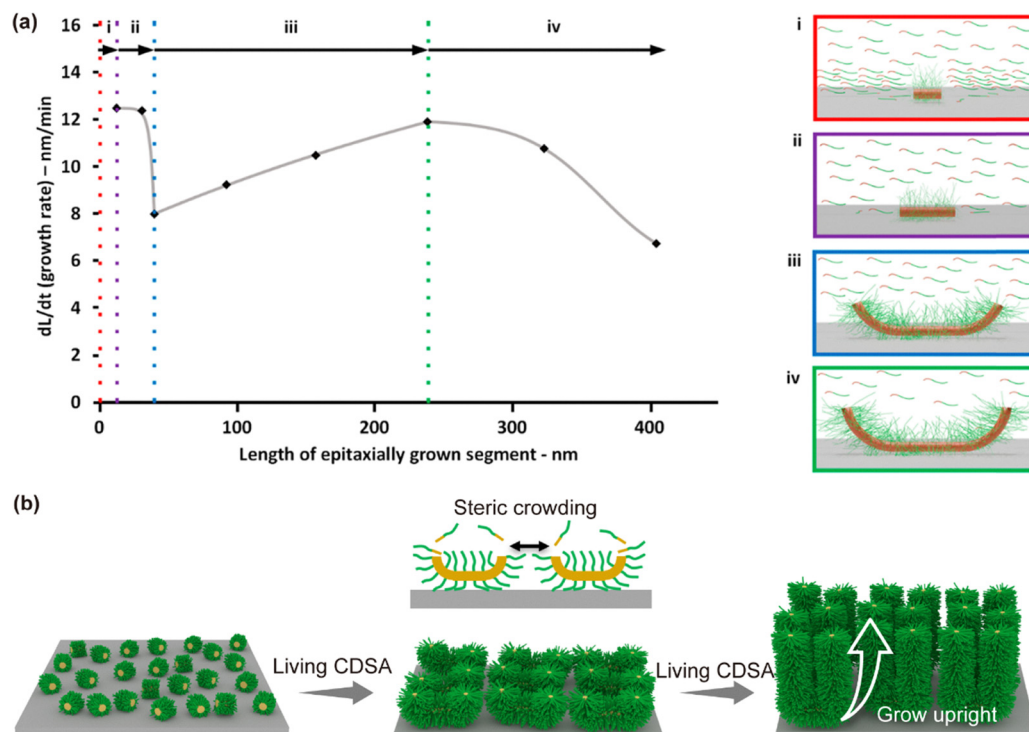 (a)
16
14
12
10
8
6
4
2
0
dL/dt (growth rate) – nm/min
i
ii
iii
iv
0
100
200
300
400
Length of epitaxially grown segment - nm
i
ii
iii
iv
(b)
Steric crowding
Living CDSA
Living CDSA
Grow upright